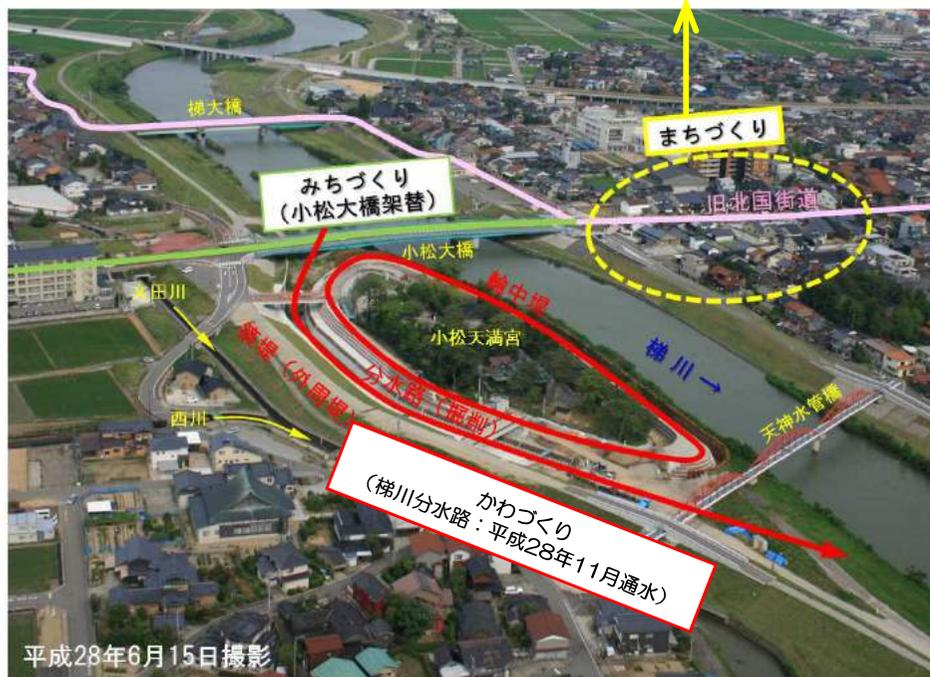 まちづくり
梯大橋
みちづくり
(小松大橋架替)
旧北国街道
小松大橋
輪中堤
小松天満宮
梯川→
分水路(掘削)
築堤(外周堤)
西川
天神水管橋
かわづくり
(梯川分水路:平成28年11月通水)
平成28年6月15日撮影